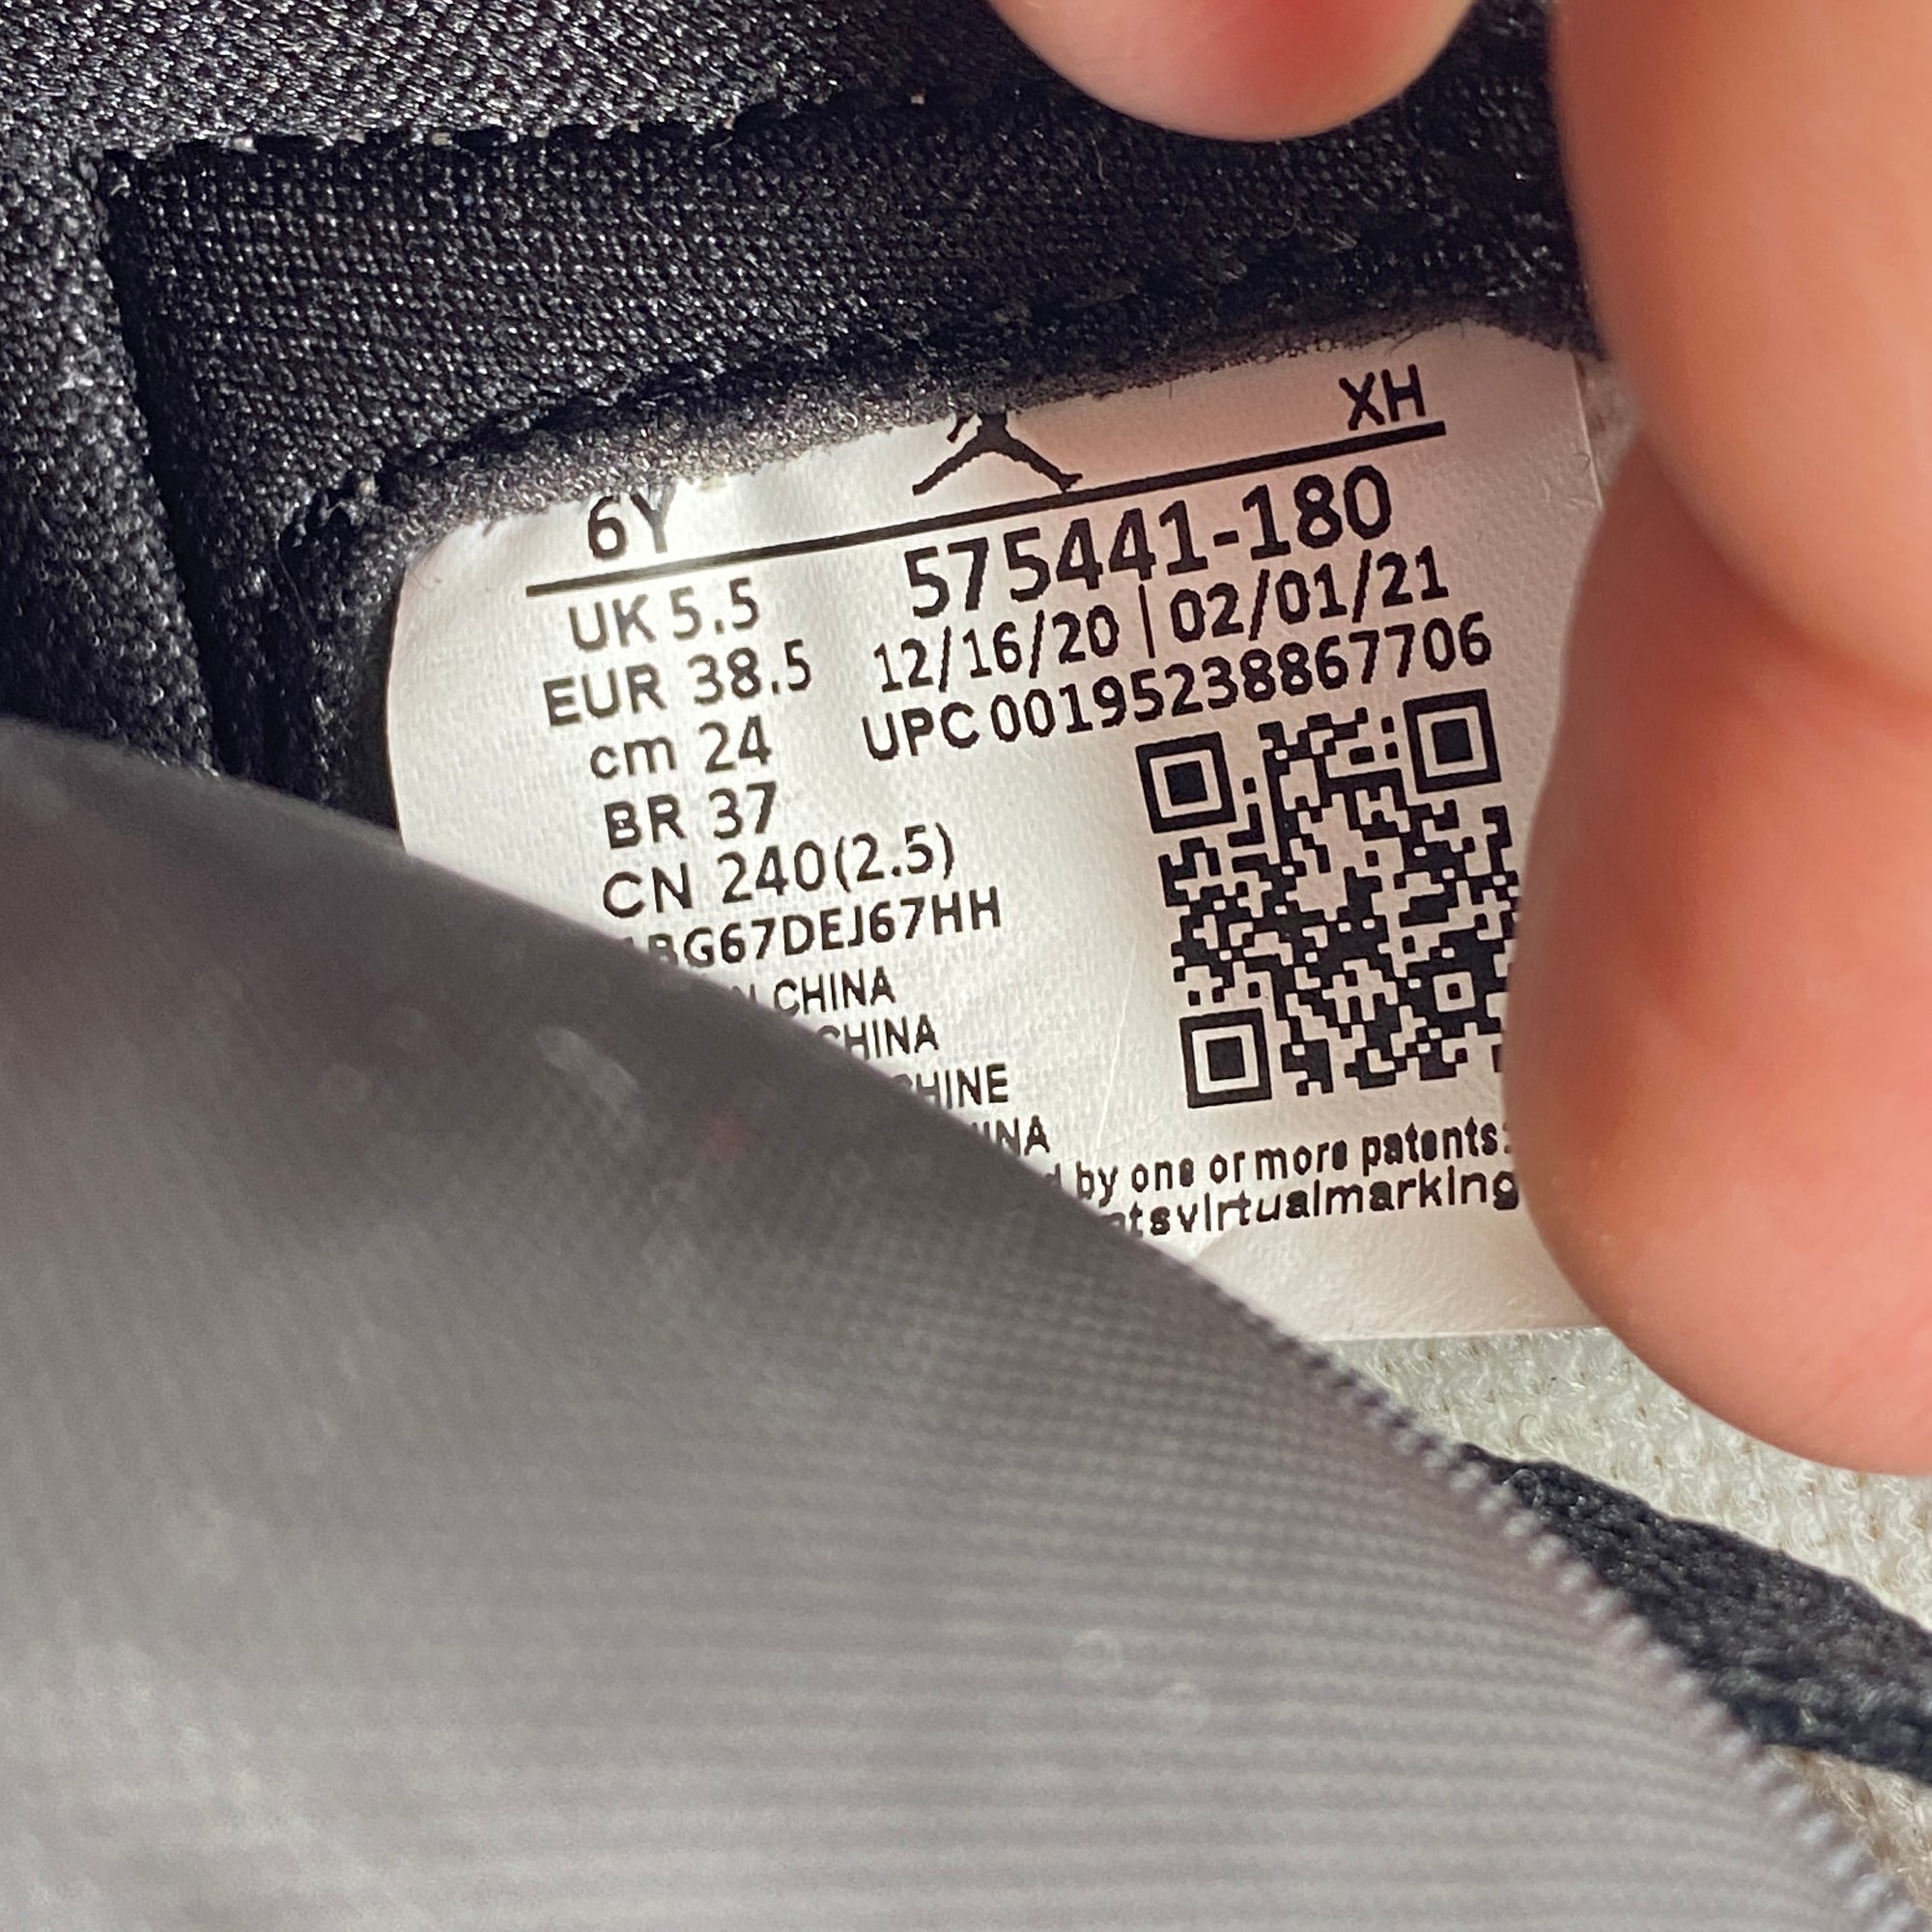 6Y XH
UK 5.5 575441-180
EUR 38.5 12/16/20 | 02/01/21
cm 24 UPC 00195238867706
BR 37
CN 240(2.5)
BG67DEJ67HH
CHINA
CHINA
CHINE
by one or more patents: